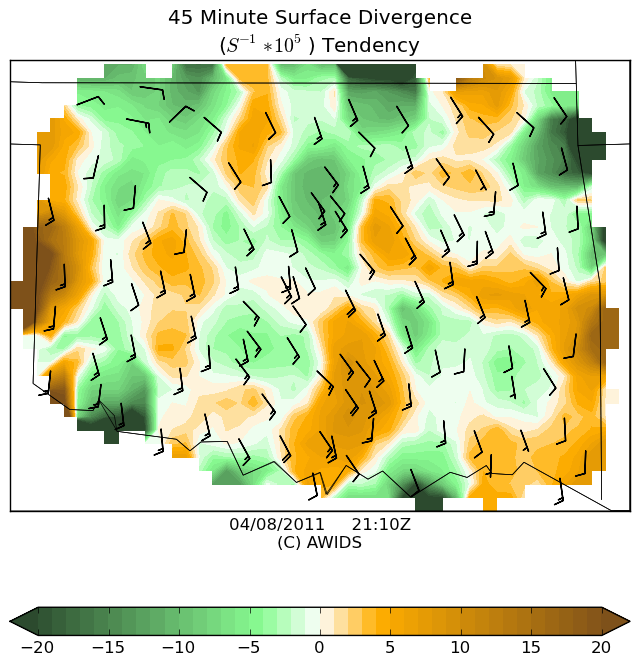 45 Minute Surface Divergence
(S⁻¹ *10⁵ ) Tendency
04/08/2011 21:10Z
(C) AWIDS
−20 −15 −10 −5 0 5 10 15 20